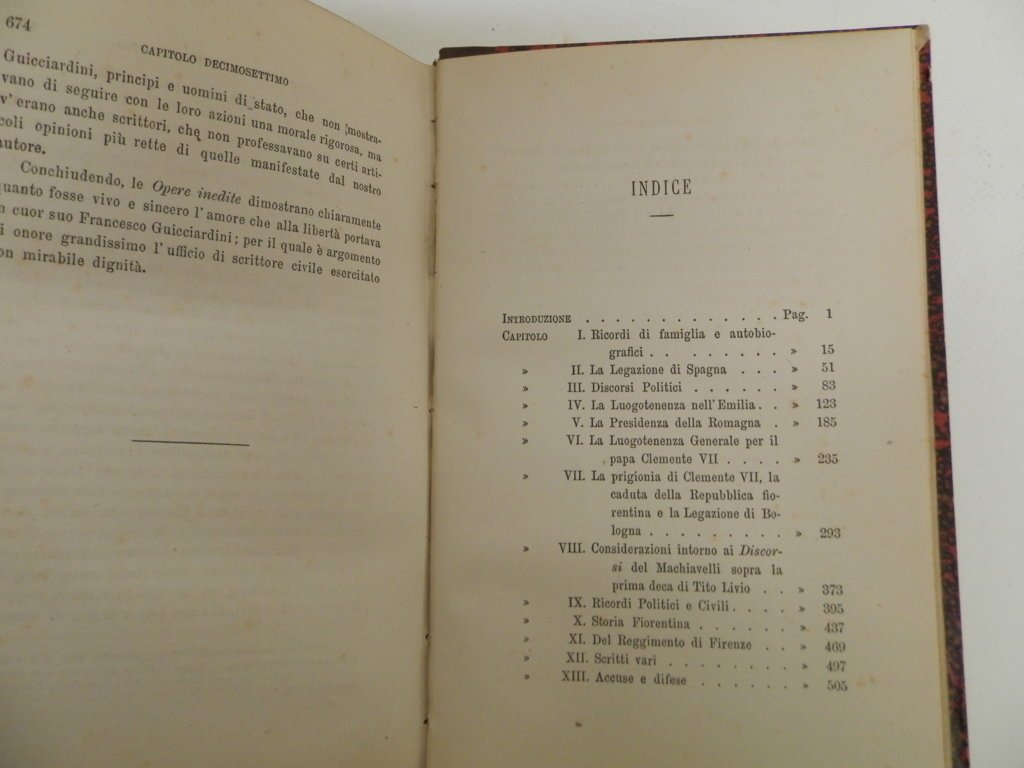 674
CAPITOLO DECIMOSETTIMO
Guicciardini, principi e uomini di stato, che non mostra-
vano di seguire con le loro azioni una morale rigorosa, ma
v'erano anche scrittori, che non professavano su certi arti-
coli opinioni più rette di quelle manifestate dal nostro
autore.
Conchiudendo, le Opere inedite dimostrano chiaramente
quanto fosse vivo e sincero l'amore che alla libertà portava
in cuor suo Francesco Guicciardini; per il quale è argomento
di onore grandissimo l'ufficio di scrittore civile esercitato
con mirabile dignità.
INDICE
INTRODUZIONE . . . . . . . . . . . . . Pag. 1
CAPITOLO I. Ricordi di famiglia e autobio-
grafici . . . . . . . . » 15
» II. La Legazione di Spagna . . . » 51
» III. Discorsi Politici . . . . . . » 83
» IV. La Luogotenenza nell'Emilia . . » 123
» V. La Presidenza della Romagna . » 185
» VI. La Luogotenenza Generale per il
papa Clemente VII . . . . » 235
» VII. La prigionia di Clemente VII, la
caduta della Repubblica fio-
rentina e la Legazione di Bo-
logna . . . . . . . . . » 293
» VIII. Considerazioni intorno ai Discor-
si del Machiavelli sopra la
prima deca di Tito Livio . . » 373
» IX. Ricordi Politici e Civili . . . . » 395
» X. Storia Fiorentina . . . . . . . » 437
» XI. Del Reggimento di Firenze . . » 469
» XII. Scritti vari . . . . . . . . » 497
» XIII. Accuse e difese . . . . . . » 505